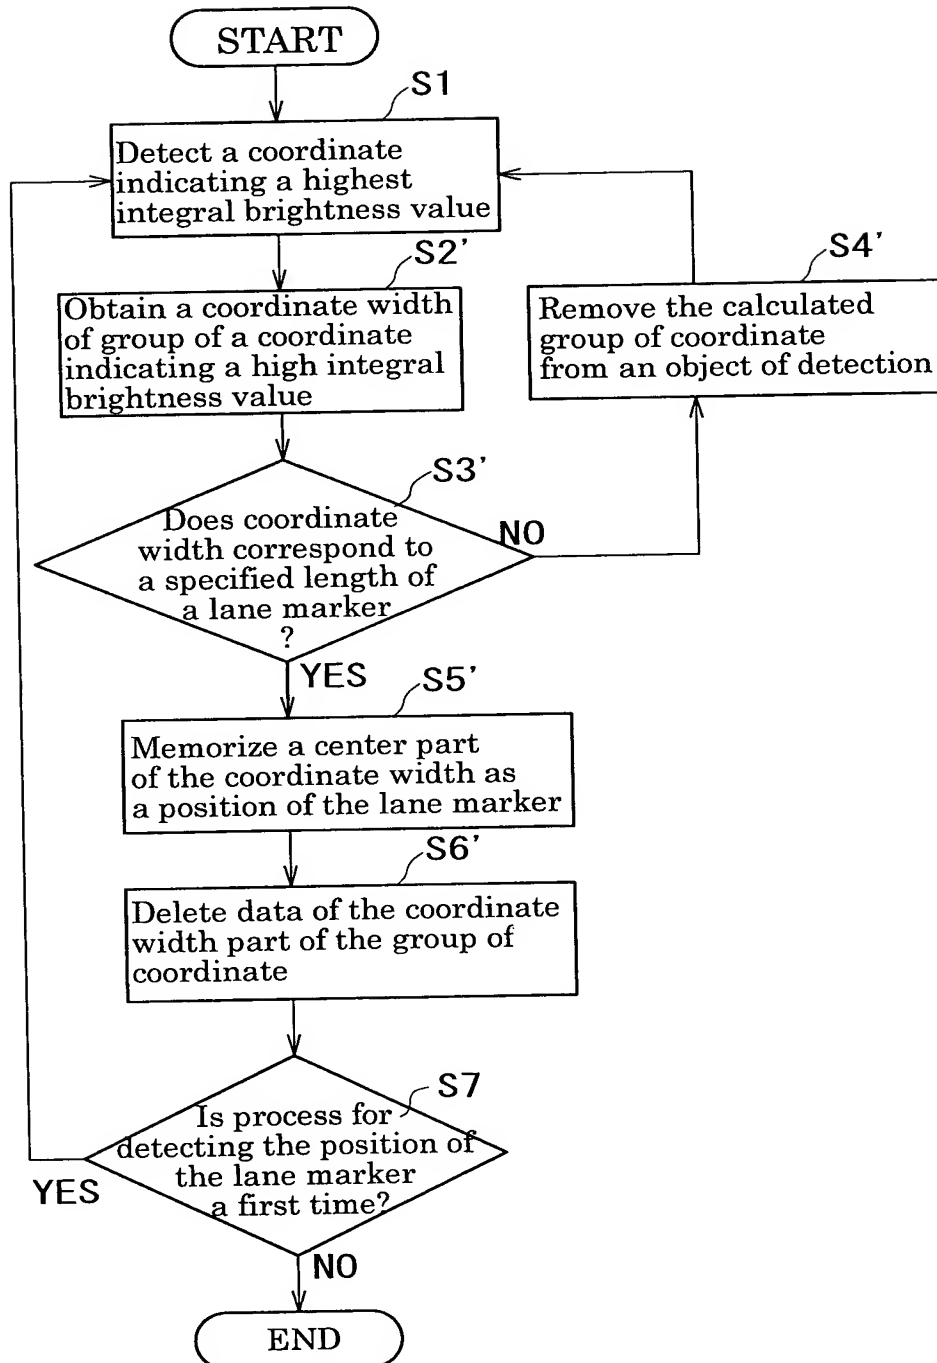 START
S1
Detect a coordinate
indicating a highest
integral brightness value
S2'
Obtain a coordinate width
of group of a coordinate
indicating a high integral
brightness value
S4'
Remove the calculated
group of coordinate
from an object of detection
S3'
Does coordinate
width correspond to
a specified length of
a lane marker
?
NO
YES
S5'
Memorize a center part
of the coordinate width as
a position of the lane marker
S6'
Delete data of the coordinate
width part of the group of
coordinate
S7
Is process for
detecting the position of
the lane marker
a first time?
YES
NO
END